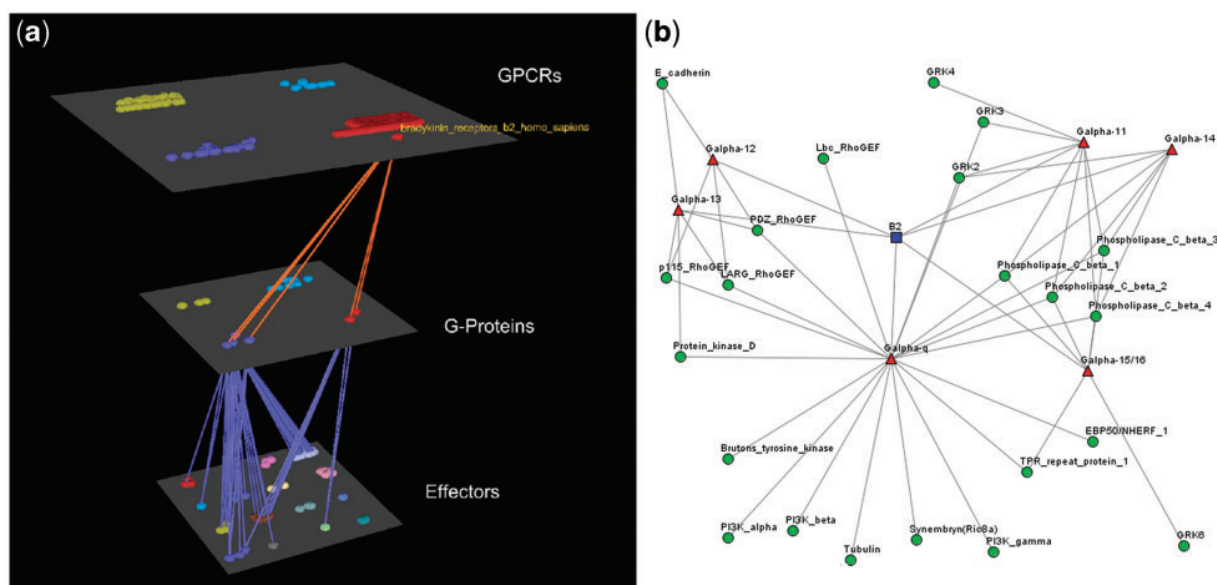 (a)
GPCRs
bradykinin_receptors_b2_homo_sapiens
G-Proteins
Effectors
(b)
E_cadherin
GRK4
GRK3
Galpha-11
Galpha-14
Galpha-12
Lbc_RhoGEF
GRK2
Galpha-13
PDZ_RhoGEF
B2
Phospholipase_C_beta_3
p115_RhoGEF
LARG_RhoGEF
Phospholipase_C_beta_1
Phospholipase_C_beta_2
Phospholipase_C_beta_4
Protein_kinase_D
Galpha-q
Galpha-15/16
EBP50/NHERF_1
Brutons_tyrosine_kinase
TPR_repeat_protein_1
PI3K_alpha
PI3K_beta
Synembryn(Ric8a)
GRK6
Tubulin
PI3K_gamma